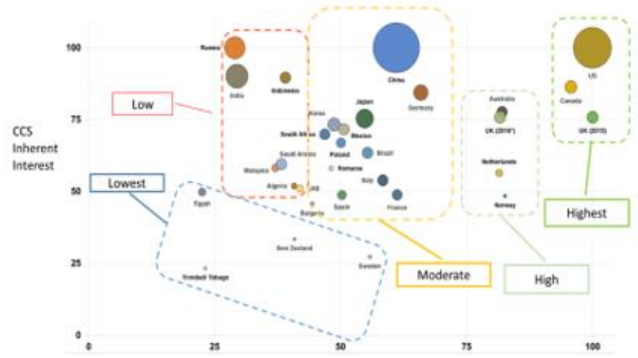 100
75
50
25
0
0
25
50
75
100
CCS
Inherent
Interest
Low
Lowest
Moderate
High
Highest
Russia
India
Indonesia
China
Germany
Japan
Korea
South Africa
Mexico
Poland
Brazil
Saudi Arabia
Malaysia
Romania
Algeria
UAE
Italy
Spain
France
Bulgaria
Egypt
New Zealand
Sweden
Trinidad Tobago
Australia
UK (2018*)
Netherlands
Norway
US
Canada
UK (2015)